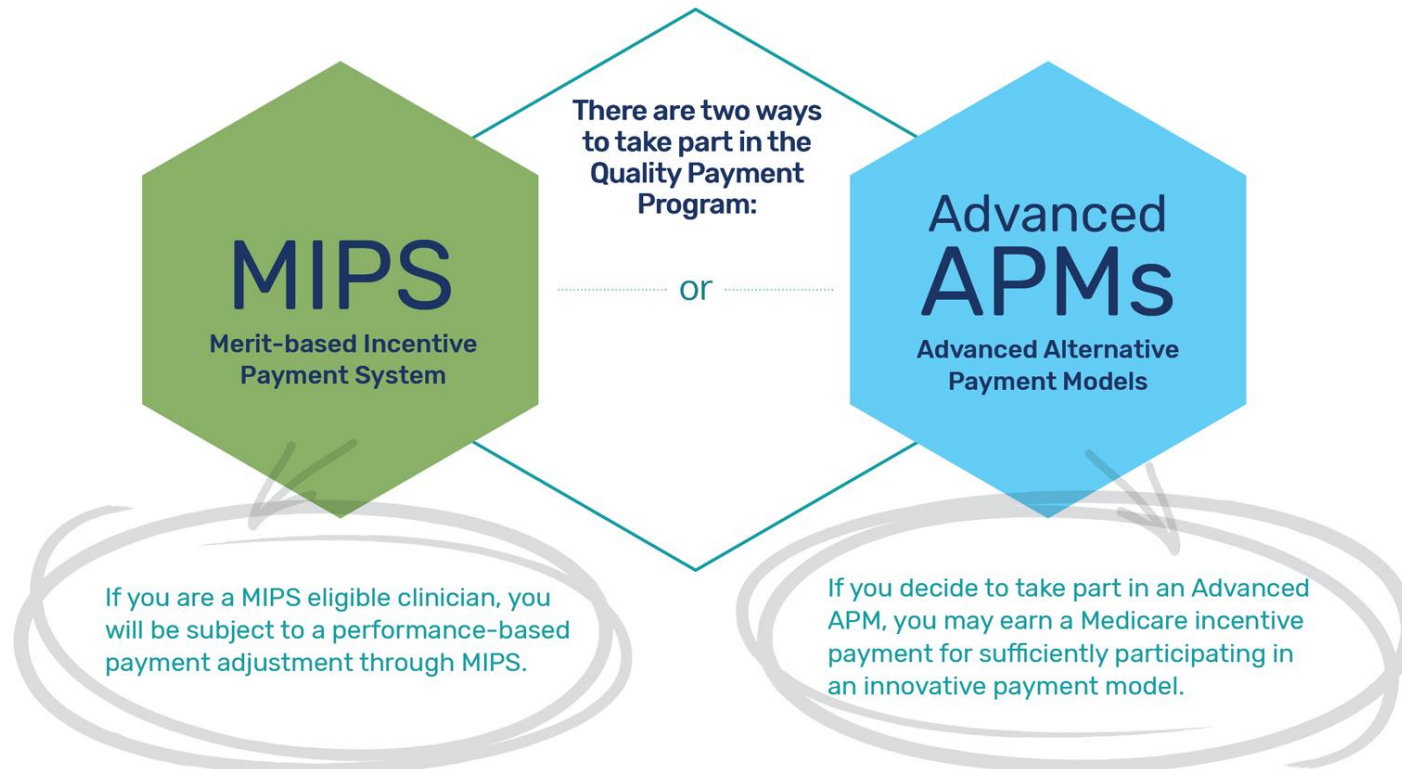 There are two ways
to take part in the
Quality Payment
Program:
MIPS
Merit-based Incentive
Payment System
or
Advanced
APMs
Advanced Alternative
Payment Models
If you are a MIPS eligible clinician, you
will be subject to a performance-based
payment adjustment through MIPS.
If you decide to take part in an Advanced
APM, you may earn a Medicare incentive
payment for sufficiently participating in
an innovative payment model.